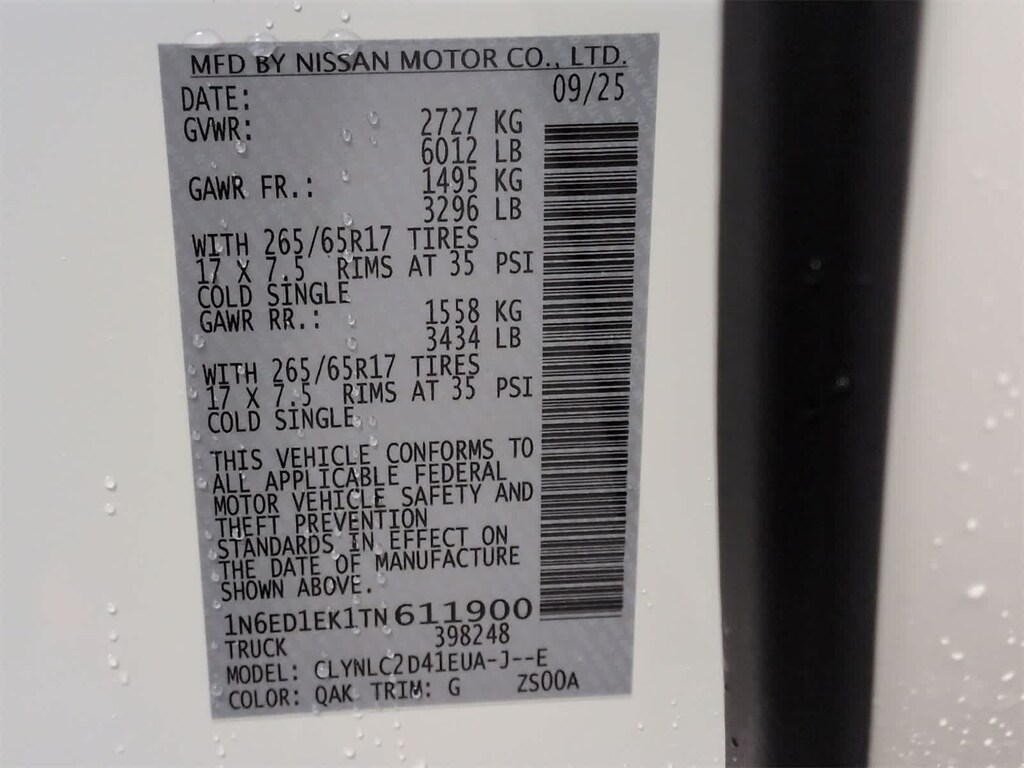 MFD BY NISSAN MOTOR CO., LTD.
DATE: 09/25
GVWR: 2727 KG
6012 LB
GAWR FR.: 1495 KG
3296 LB
WITH 265/65R17 TIRES
17 X 7.5 RIMS AT 35 PSI
COLD SINGLE
GAWR RR.: 1558 KG
3434 LB
WITH 265/65R17 TIRES
17 X 7.5 RIMS AT 35 PSI
COLD SINGLE
THIS VEHICLE CONFORMS TO
ALL APPLICABLE FEDERAL
MOTOR VEHICLE SAFETY AND
THEFT PREVENTION
STANDARDS IN EFFECT ON
THE DATE OF MANUFACTURE
SHOWN ABOVE.
1N6ED1EK1TN611900
TRUCK 398248
MODEL: CLYNLC2D41EUA-J--E
COLOR: QAK TRIM: G ZS00A